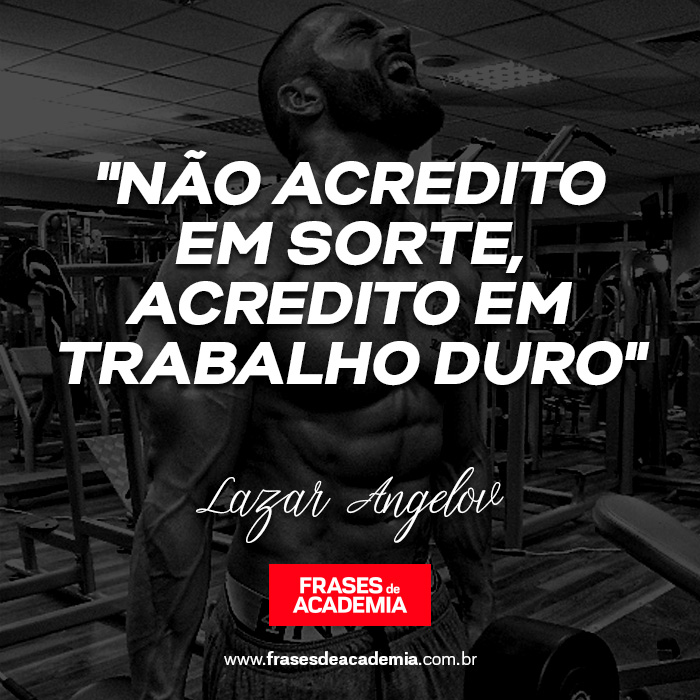 "NÃO ACREDITO
EM SORTE,
ACREDITO EM
TRABALHO DURO"
Lazar Angelov
FRASES de
ACADEMIA
www.frasesdeacademia.com.br